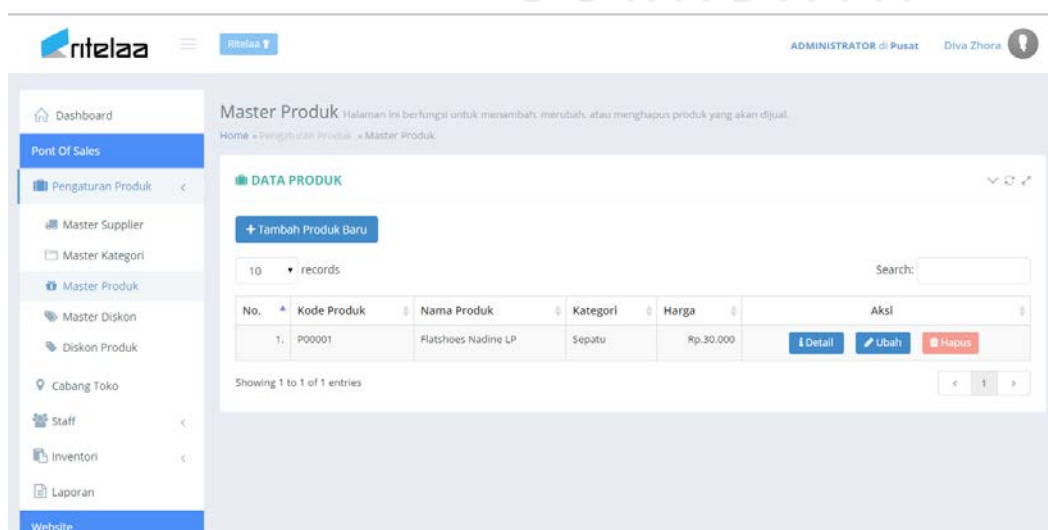 ritelaa
Ritelaa
ADMINISTRATOR di Pusat
Diva Zhora
Dashboard
Pont Of Sales
Pengaturan Produk
Master Supplier
Master Kategori
Master Produk
Master Diskon
Diskon Produk
Cabang Toko
Staff
Inventori
Laporan
Website
Master Produk Halaman ini berfungsi untuk menambah, merubah, atau menghapus produk yang akan dijual.
Home » Pengaturan Produk » Master Produk
DATA PRODUK
+ Tambah Produk Baru
10 records
Search:
No. Kode Produk Nama Produk Kategori Harga Aksi
1. P00001 Flatshoes Nadine LP Sepatu Rp.30.000 Detail Ubah Hapus
Showing 1 to 1 of 1 entries
< 1 >